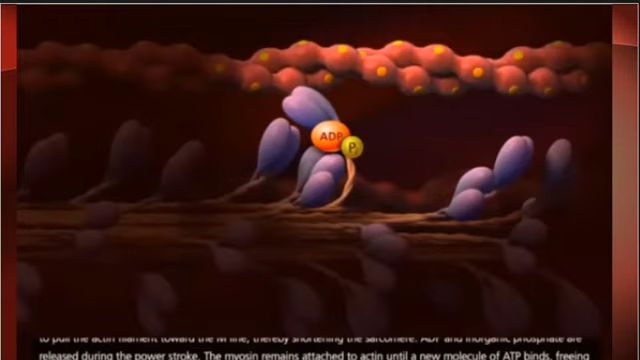 ADP
Pi
to pull the actin filament toward the M line, thereby shortening the sarcomere. ADP and inorganic phosphate are
released during the power stroke. The myosin remains attached to actin until a new molecule of ATP binds, freeing